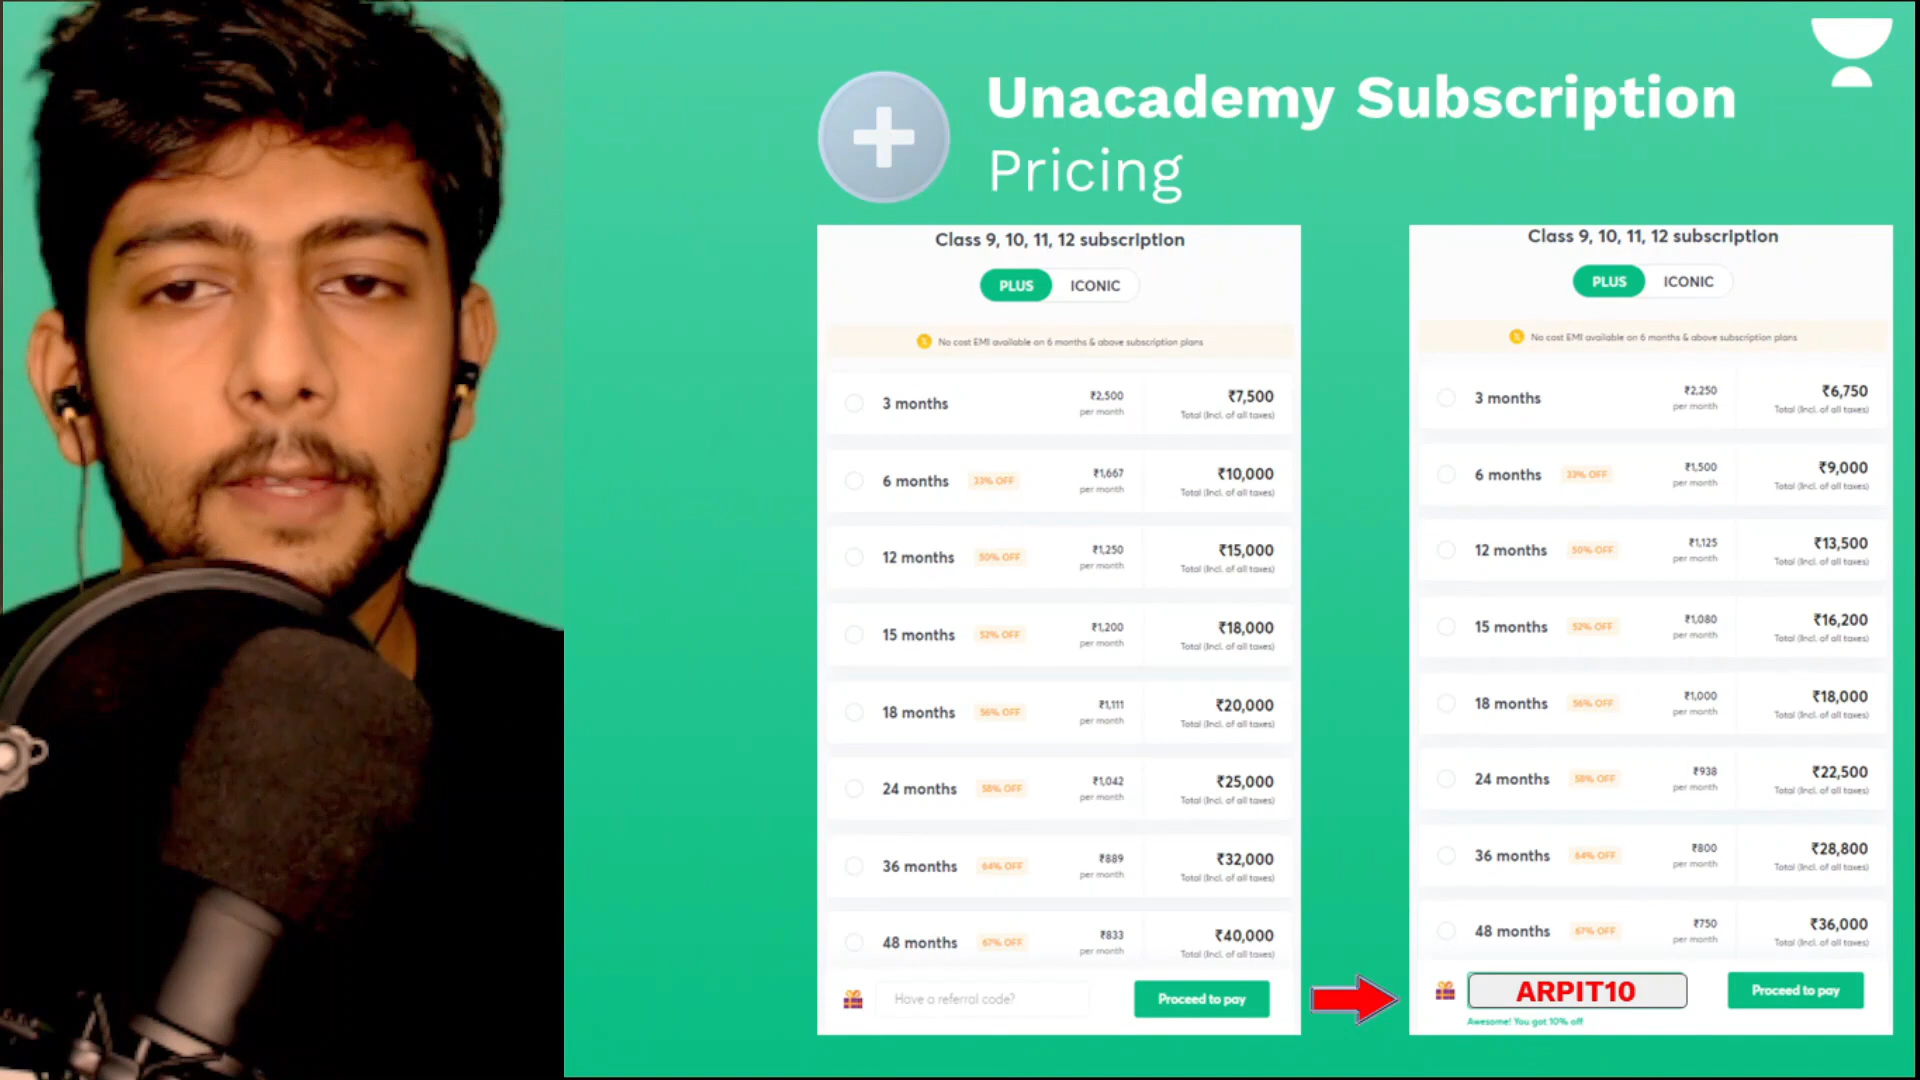 Unacademy Subscription
Pricing
Class 9, 10, 11, 12 subscription
PLUS ICONIC
No cost EMI available on 6 months & above subscription plans
3 months ₹2,500 per month ₹7,500 Total (Incl. of all taxes)
6 months 33% OFF ₹1,667 per month ₹10,000 Total (Incl. of all taxes)
12 months 50% OFF ₹1,250 per month ₹15,000 Total (Incl. of all taxes)
15 months 52% OFF ₹1,200 per month ₹18,000 Total (Incl. of all taxes)
18 months 56% OFF ₹1,111 per month ₹20,000 Total (Incl. of all taxes)
24 months 58% OFF ₹1,042 per month ₹25,000 Total (Incl. of all taxes)
36 months 64% OFF ₹889 per month ₹32,000 Total (Incl. of all taxes)
48 months 67% OFF ₹833 per month ₹40,000 Total (Incl. of all taxes)
Have a referral code? Proceed to pay
Class 9, 10, 11, 12 subscription
PLUS ICONIC
No cost EMI available on 6 months & above subscription plans
3 months ₹2,250 per month ₹6,750 Total (Incl. of all taxes)
6 months 33% OFF ₹1,500 per month ₹9,000 Total (Incl. of all taxes)
12 months 50% OFF ₹1,125 per month ₹13,500 Total (Incl. of all taxes)
15 months 52% OFF ₹1,080 per month ₹16,200 Total (Incl. of all taxes)
18 months 56% OFF ₹1,000 per month ₹18,000 Total (Incl. of all taxes)
24 months 58% OFF ₹938 per month ₹22,500 Total (Incl. of all taxes)
36 months 64% OFF ₹800 per month ₹28,800 Total (Incl. of all taxes)
48 months 67% OFF ₹750 per month ₹36,000 Total (Incl. of all taxes)
ARPIT10 Proceed to pay
Awesome! You got 10% off